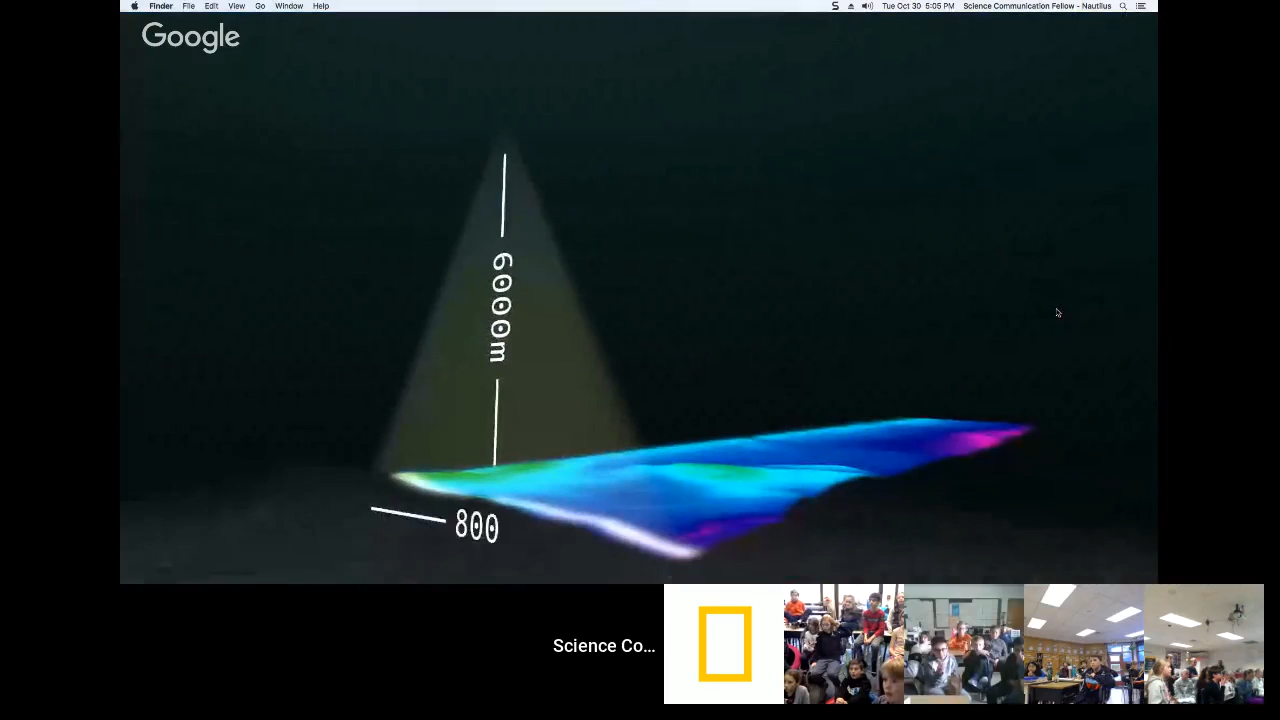 Finder File Edit View Go Window Help
Tue Oct 30 5:05 PM Science Communication Fellow - Nautilus
Google
6000m
800
Science Co...